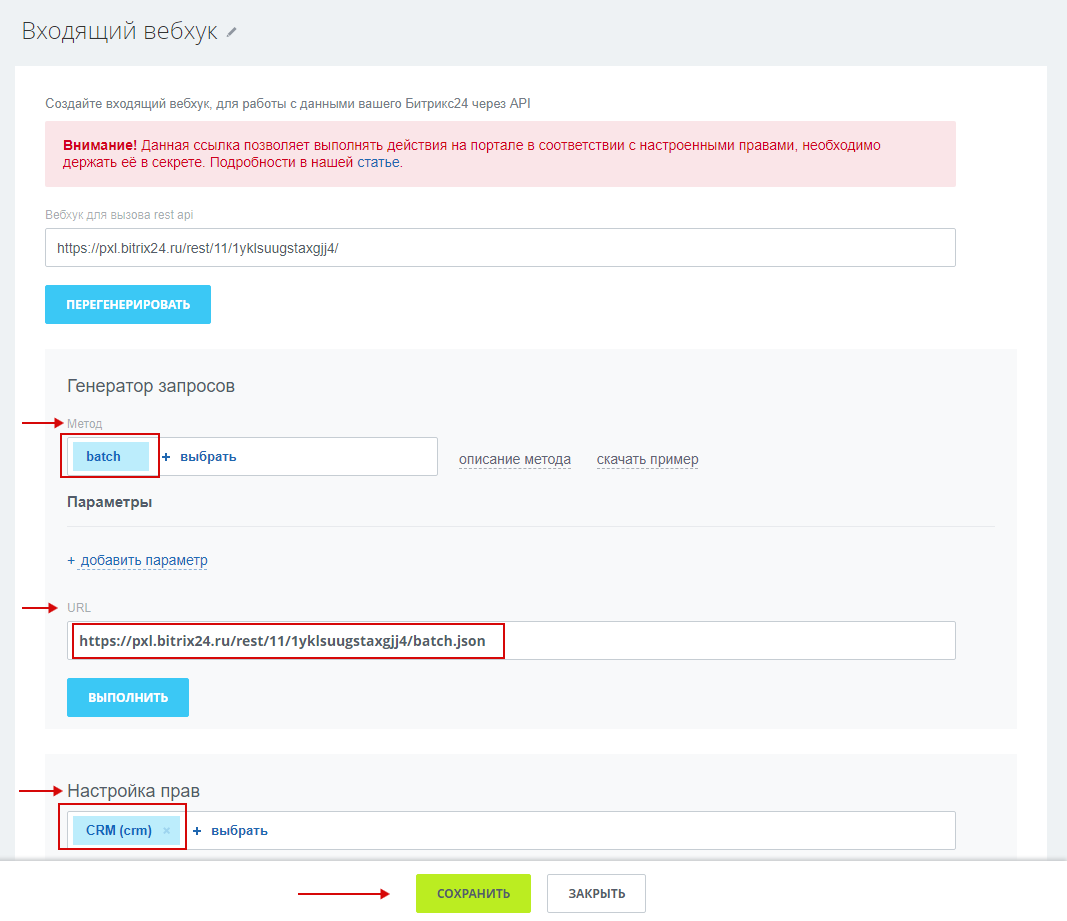 Входящий вебхук
Создайте входящий вебхук, для работы с данными вашего Битрикс24 через API
Внимание! Данная ссылка позволяет выполнять действия на портале в соответствии с настроенными правами, необходимо
держать её в секрете. Подробности в нашей статье.
Вебхук для вызова rest api
https://pxl.bitrix24.ru/rest/11/1yklsuugstaxgjj4/
ПЕРЕГЕНЕРИРОВАТЬ
Генератор запросов
Метод
batch + выбрать описание метода скачать пример
Параметры
+ добавить параметр
URL
https://pxl.bitrix24.ru/rest/11/1yklsuugstaxgjj4/batch.json
ВЫПОЛНИТЬ
Настройка прав
CRM (crm) × + выбрать
СОХРАНИТЬ ЗАКРЫТЬ